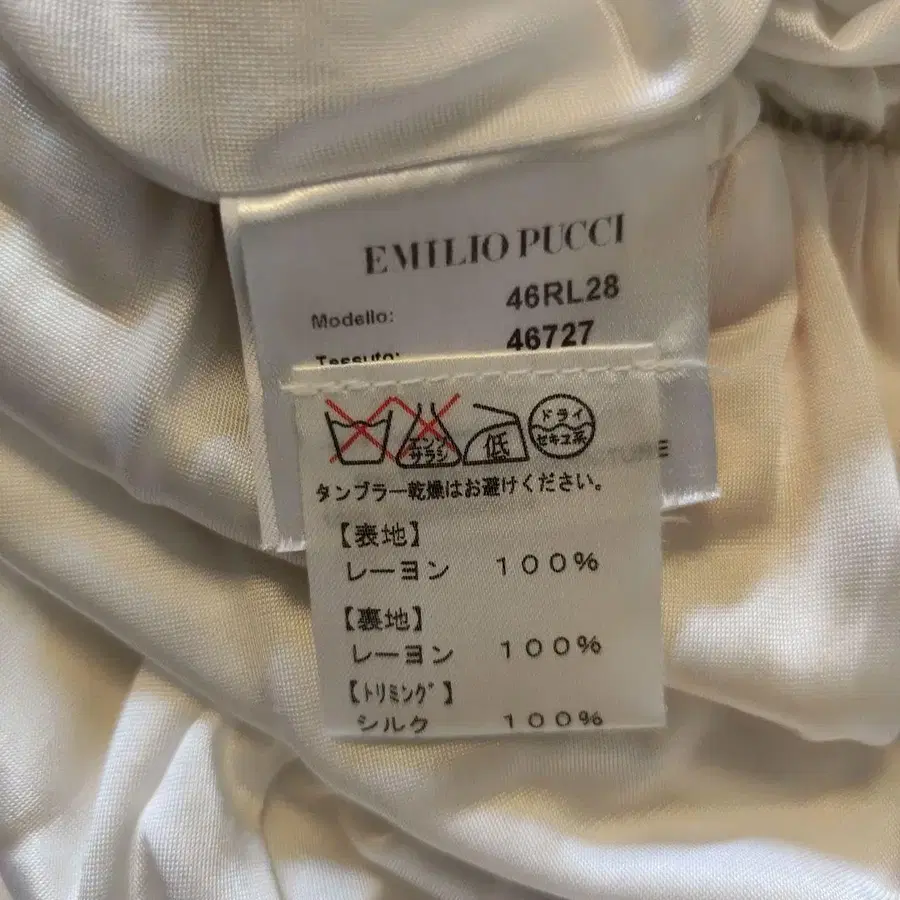 EMILIO PUCCI
Modello: 46RL28
Tessuto: 46727
エンソ
サラシ
低
ドライ
セキユ系
TURE
タンブラー乾燥はお避けください。
【表地】
レーヨン 100%
【裏地】
レーヨン 100%
【トリミング】
シルク 100%